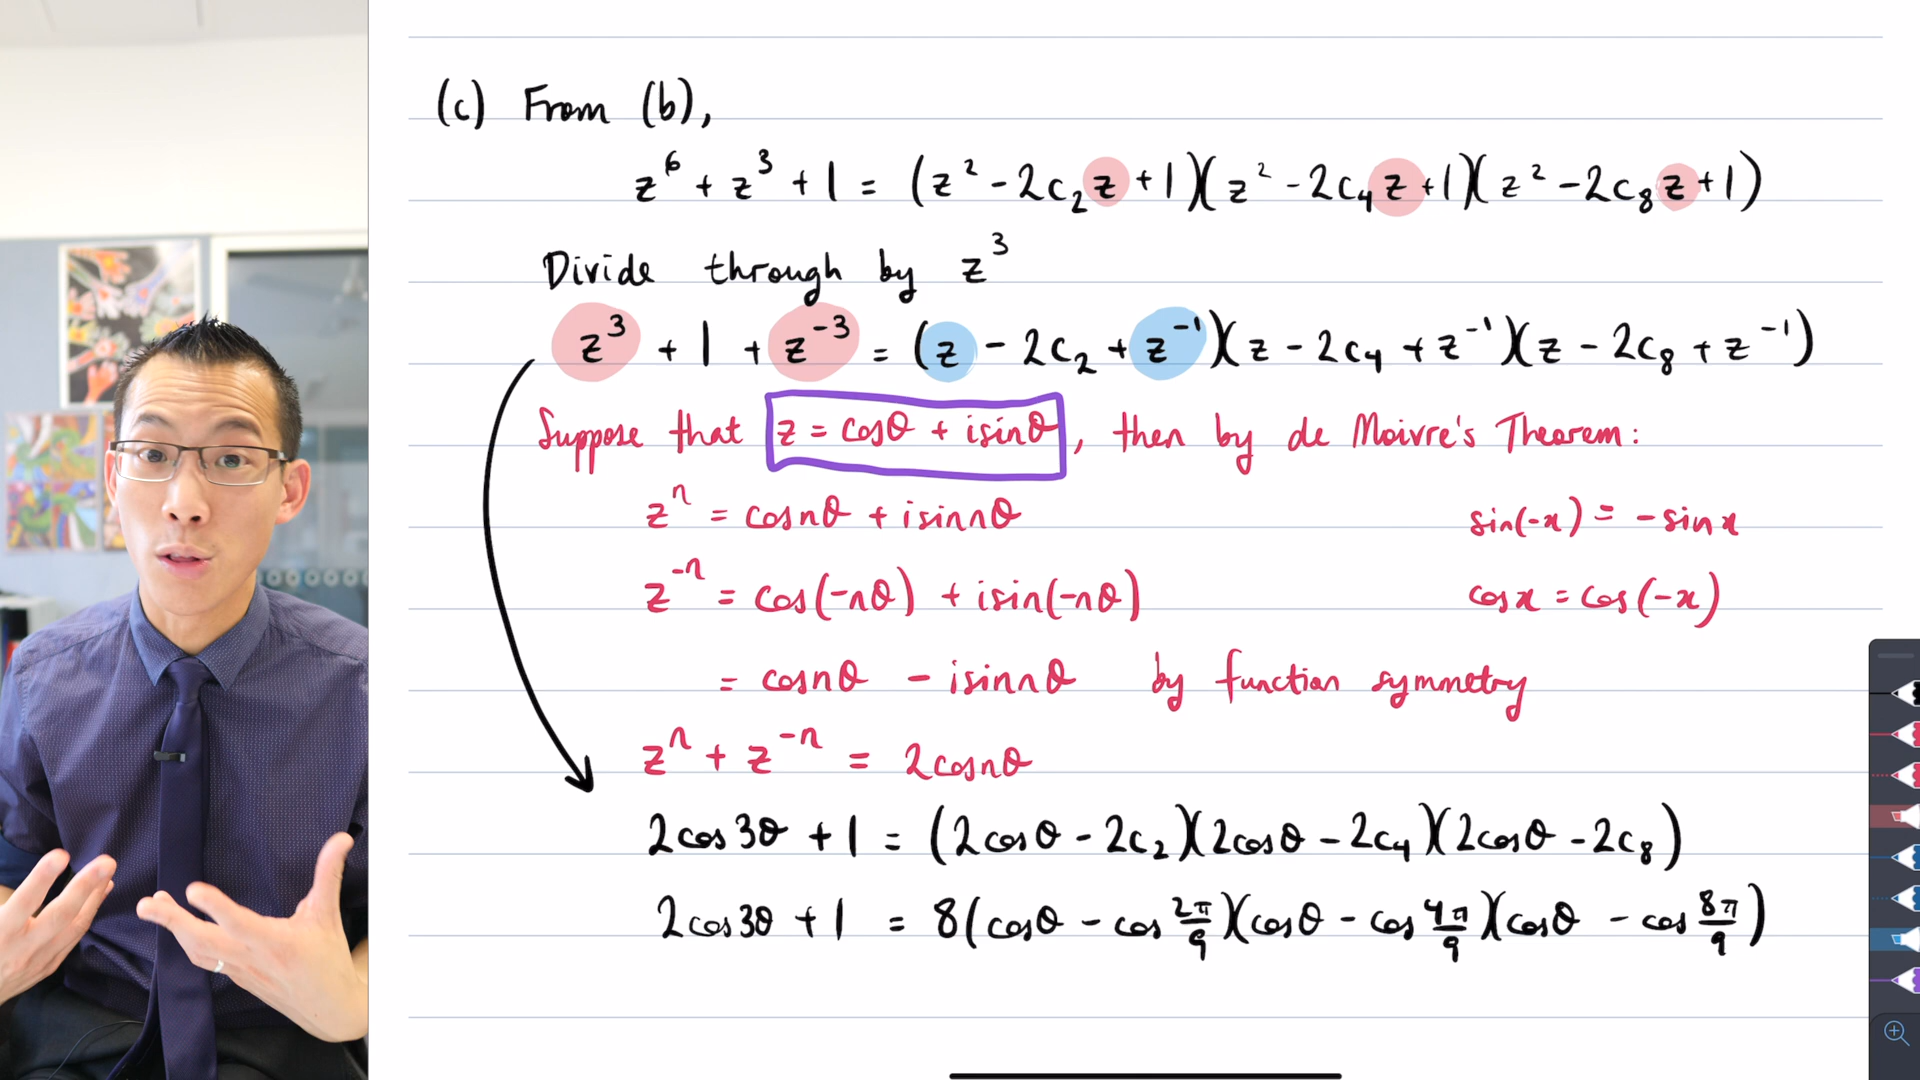 (c) From (b),
z⁶ + z³ + 1 = (z² - 2c₂z + 1)(z² - 2c₄z + 1)(z² - 2c₈z + 1)
Divide through by z³
z³ + 1 + z⁻³ = (z - 2c₂ + z⁻¹)(z - 2c₄ + z⁻¹)(z - 2c₈ + z⁻¹)
Suppose that z = cosθ + isinθ, then by de Moivre's Theorem:
zⁿ = cosnθ + isinnθ
sin(-x) = -sinx
z⁻ⁿ = cos(-nθ) + isin(-nθ)
cosx = cos(-x)
= cosnθ - isinnθ by function symmetry
zⁿ + z⁻ⁿ = 2cosnθ
2cos3θ + 1 = (2cosθ - 2c₂)(2cosθ - 2c₄)(2cosθ - 2c₈)
2cos3θ + 1 = 8(cosθ - cos 2π/9)(cosθ - cos 4π/9)(cosθ - cos 8π/9)